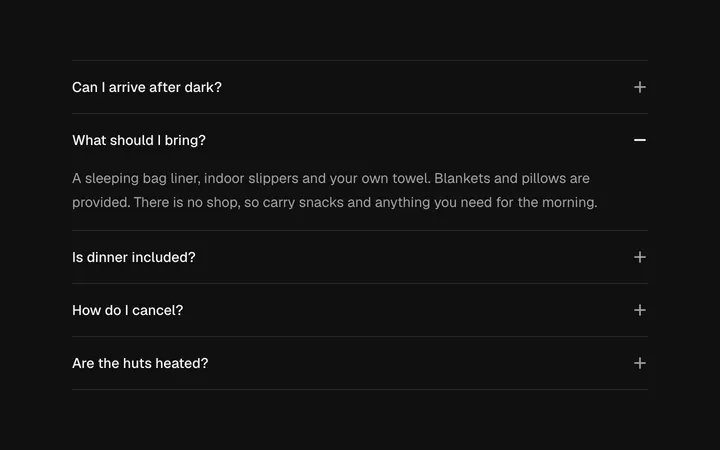 Can I arrive after dark?
What should I bring?
A sleeping bag liner, indoor slippers and your own towel. Blankets and pillows are
provided. There is no shop, so carry snacks and anything you need for the morning.
Is dinner included?
How do I cancel?
Are the huts heated?